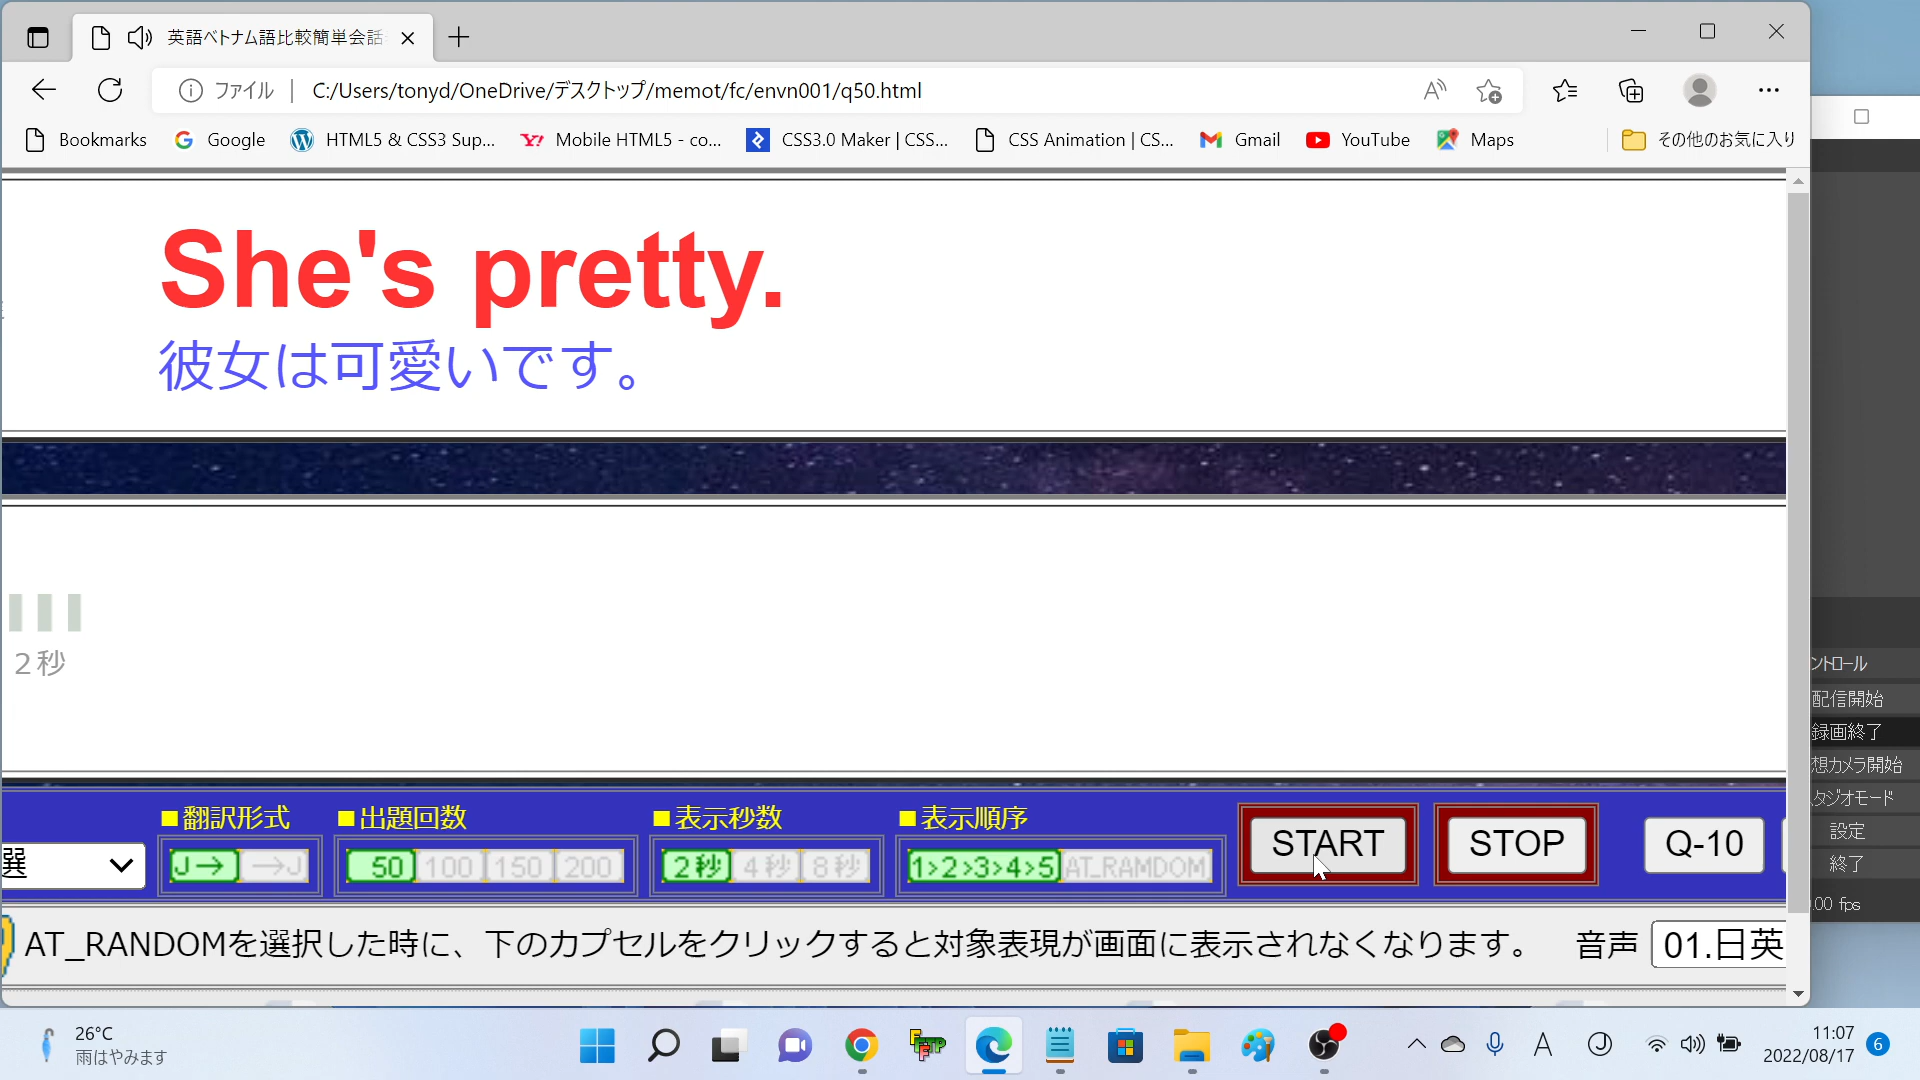 英語ベトナム語比較簡単会話
ファイル
C:/Users/tonyd/OneDrive/デスクトップ/memot/fc/envn001/q50.html
Bookmarks
Google
HTML5 & CSS3 Sup...
Mobile HTML5 - co...
CSS3.0 Maker | CSS...
CSS Animation | CS...
Gmail
YouTube
Maps
その他のお気に入り
She's pretty.
彼女は可愛いです。
２秒
■翻訳形式
■出題回数
■表示秒数
■表示順序
選
J→ →J
50 100 150 200
2秒 4秒 8秒
1>2>3>4>5 AT_RAMDOM
START
STOP
Q-10
AT_RANDOMを選択した時に、下のカプセルをクリックすると対象表現が画面に表示されなくなります。
音声
01.日英
ントロール
配信開始
録画終了
想カメラ開始
タジオモード
設定
終了
.00 fps
26°C
雨はやみます
11:07
2022/08/17
6